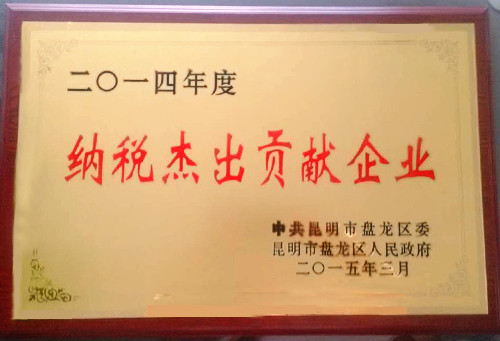 二〇一四年度
纳税杰出贡献企业
中共昆明市盘龙区委
昆明市盘龙区人民政府
二〇一五年三月